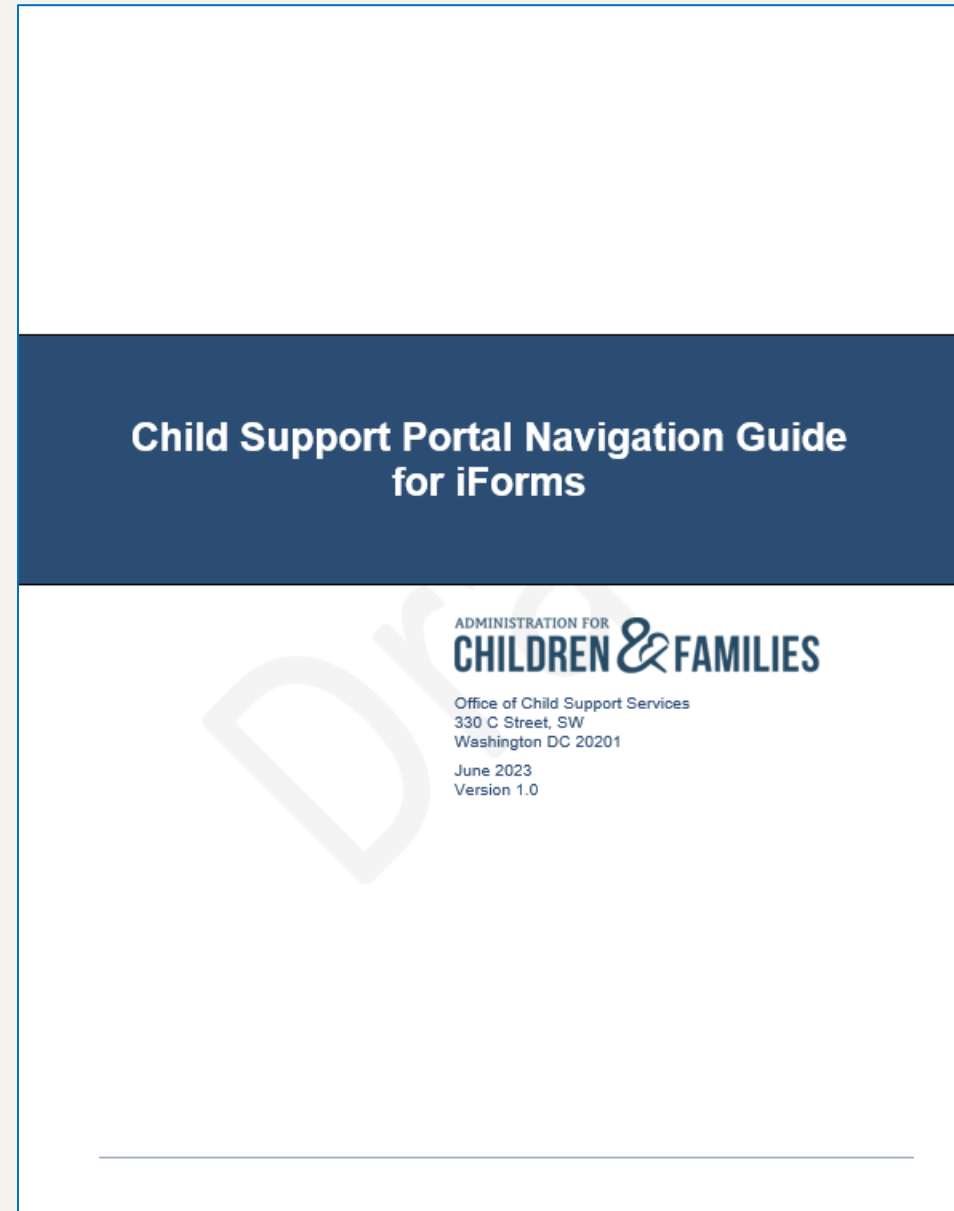 Child Support Portal Navigation Guide
for iForms
ADMINISTRATION FOR
CHILDREN & FAMILIES
Office of Child Support Services
330 C Street, SW
Washington DC 20201
June 2023
Version 1.0